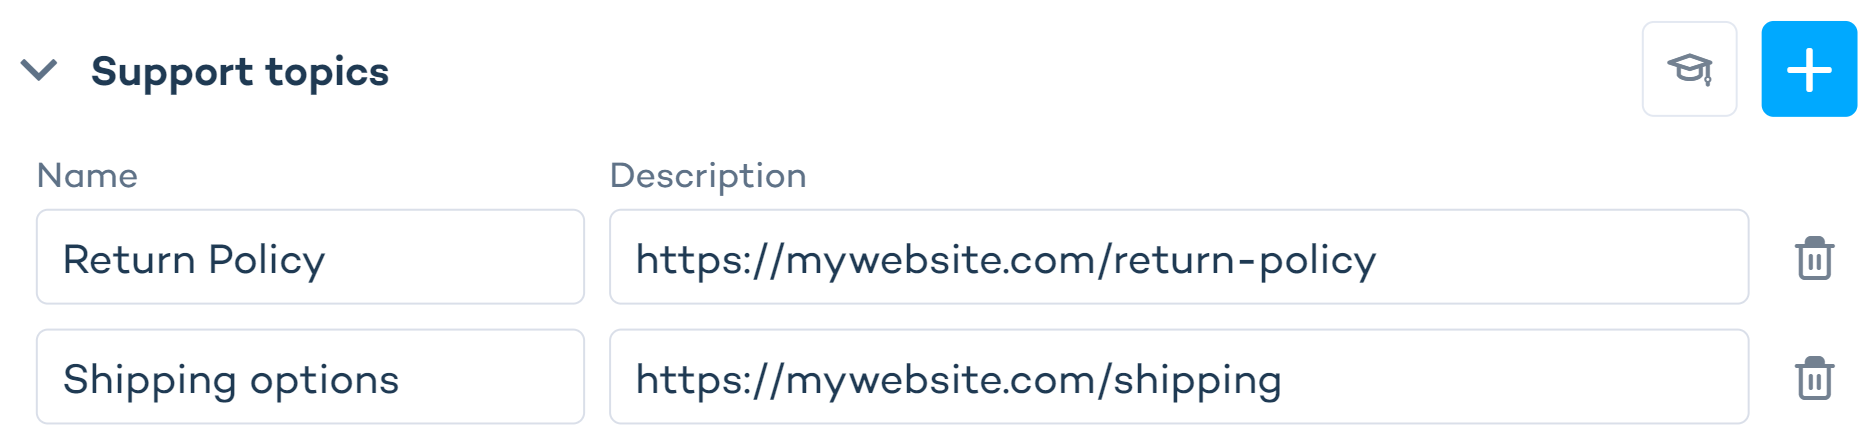 Support topics
Name Description
Return Policy https://mywebsite.com/return-policy
Shipping options https://mywebsite.com/shipping